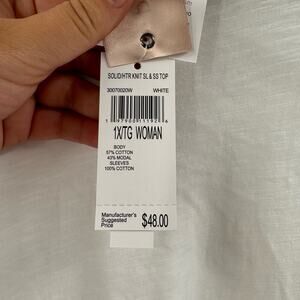 SOLID/HTR KNIT SL & SS TOP
30070020W WHITE
1X/TG WOMAN
BODY
57% COTTON
43% MODAL
SLEEVES
100% COTTON
Manufacturer's
Suggested
Price
$48.00